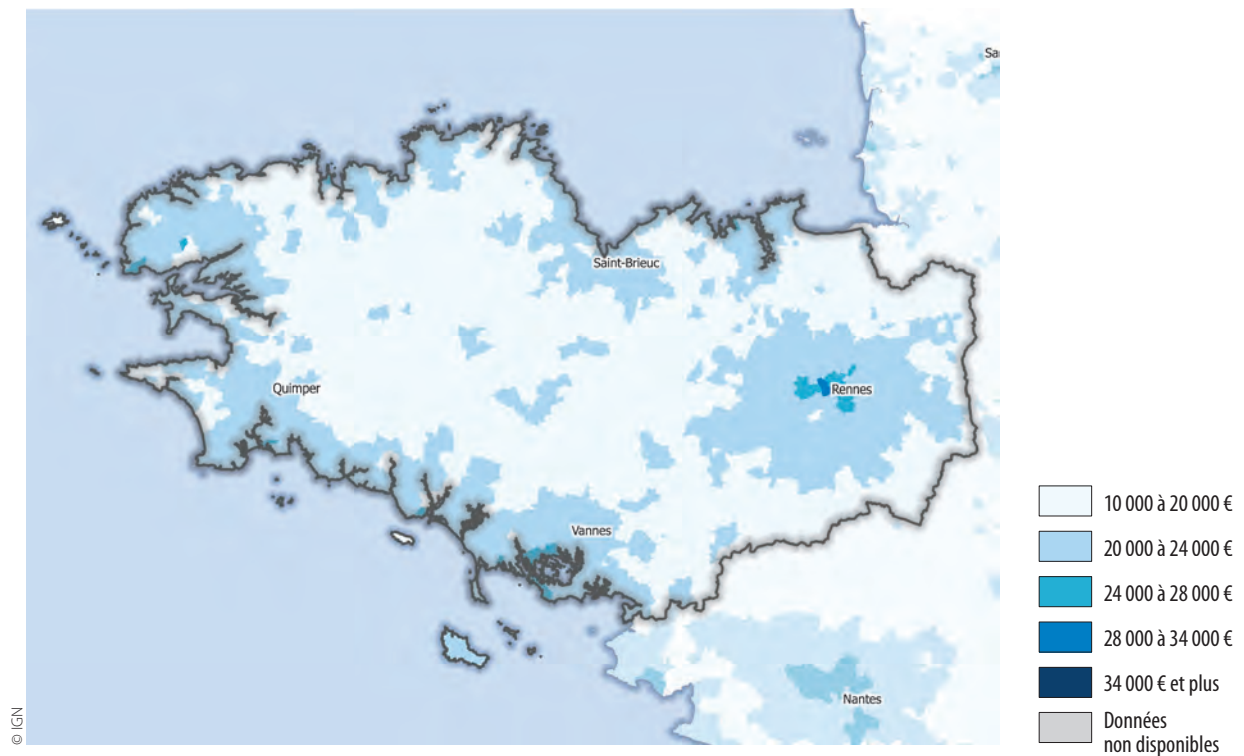 Sa
Saint-Brieuc
Quimper
Rennes
Vannes
Nantes
© IGN
10 000 à 20 000 €
20 000 à 24 000 €
24 000 à 28 000 €
28 000 à 34 000 €
34 000 € et plus
Données
non disponibles